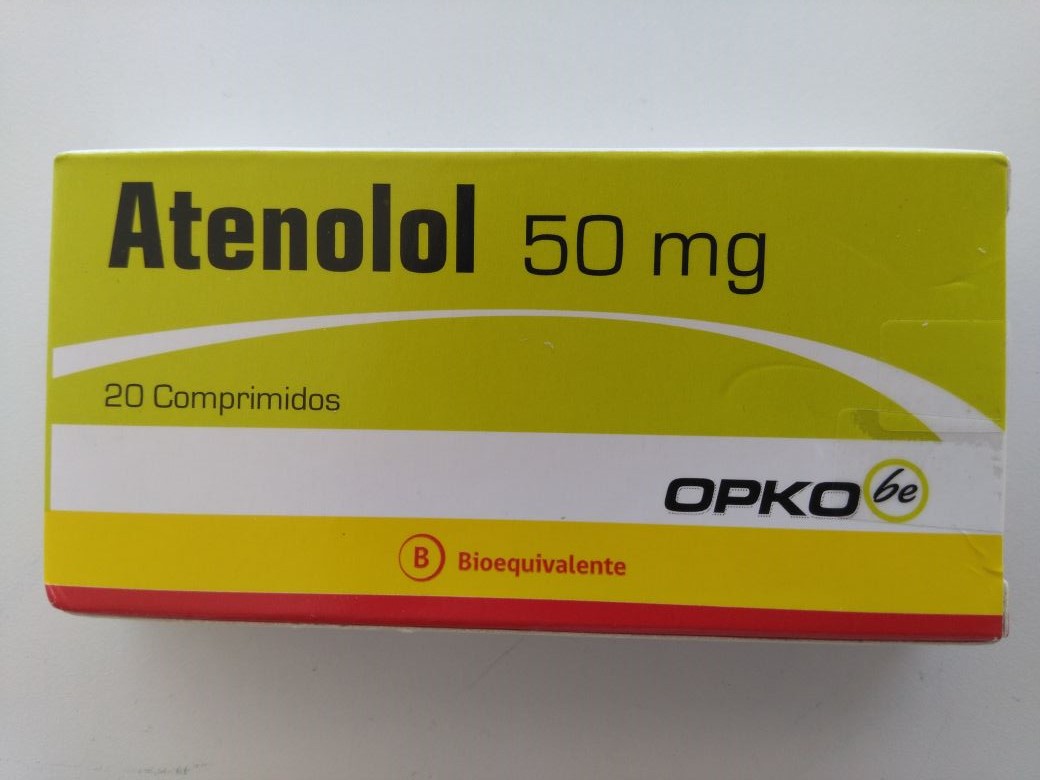 Atenolol 50 mg
20 Comprimidos
OPKO be
B Bioequivalente